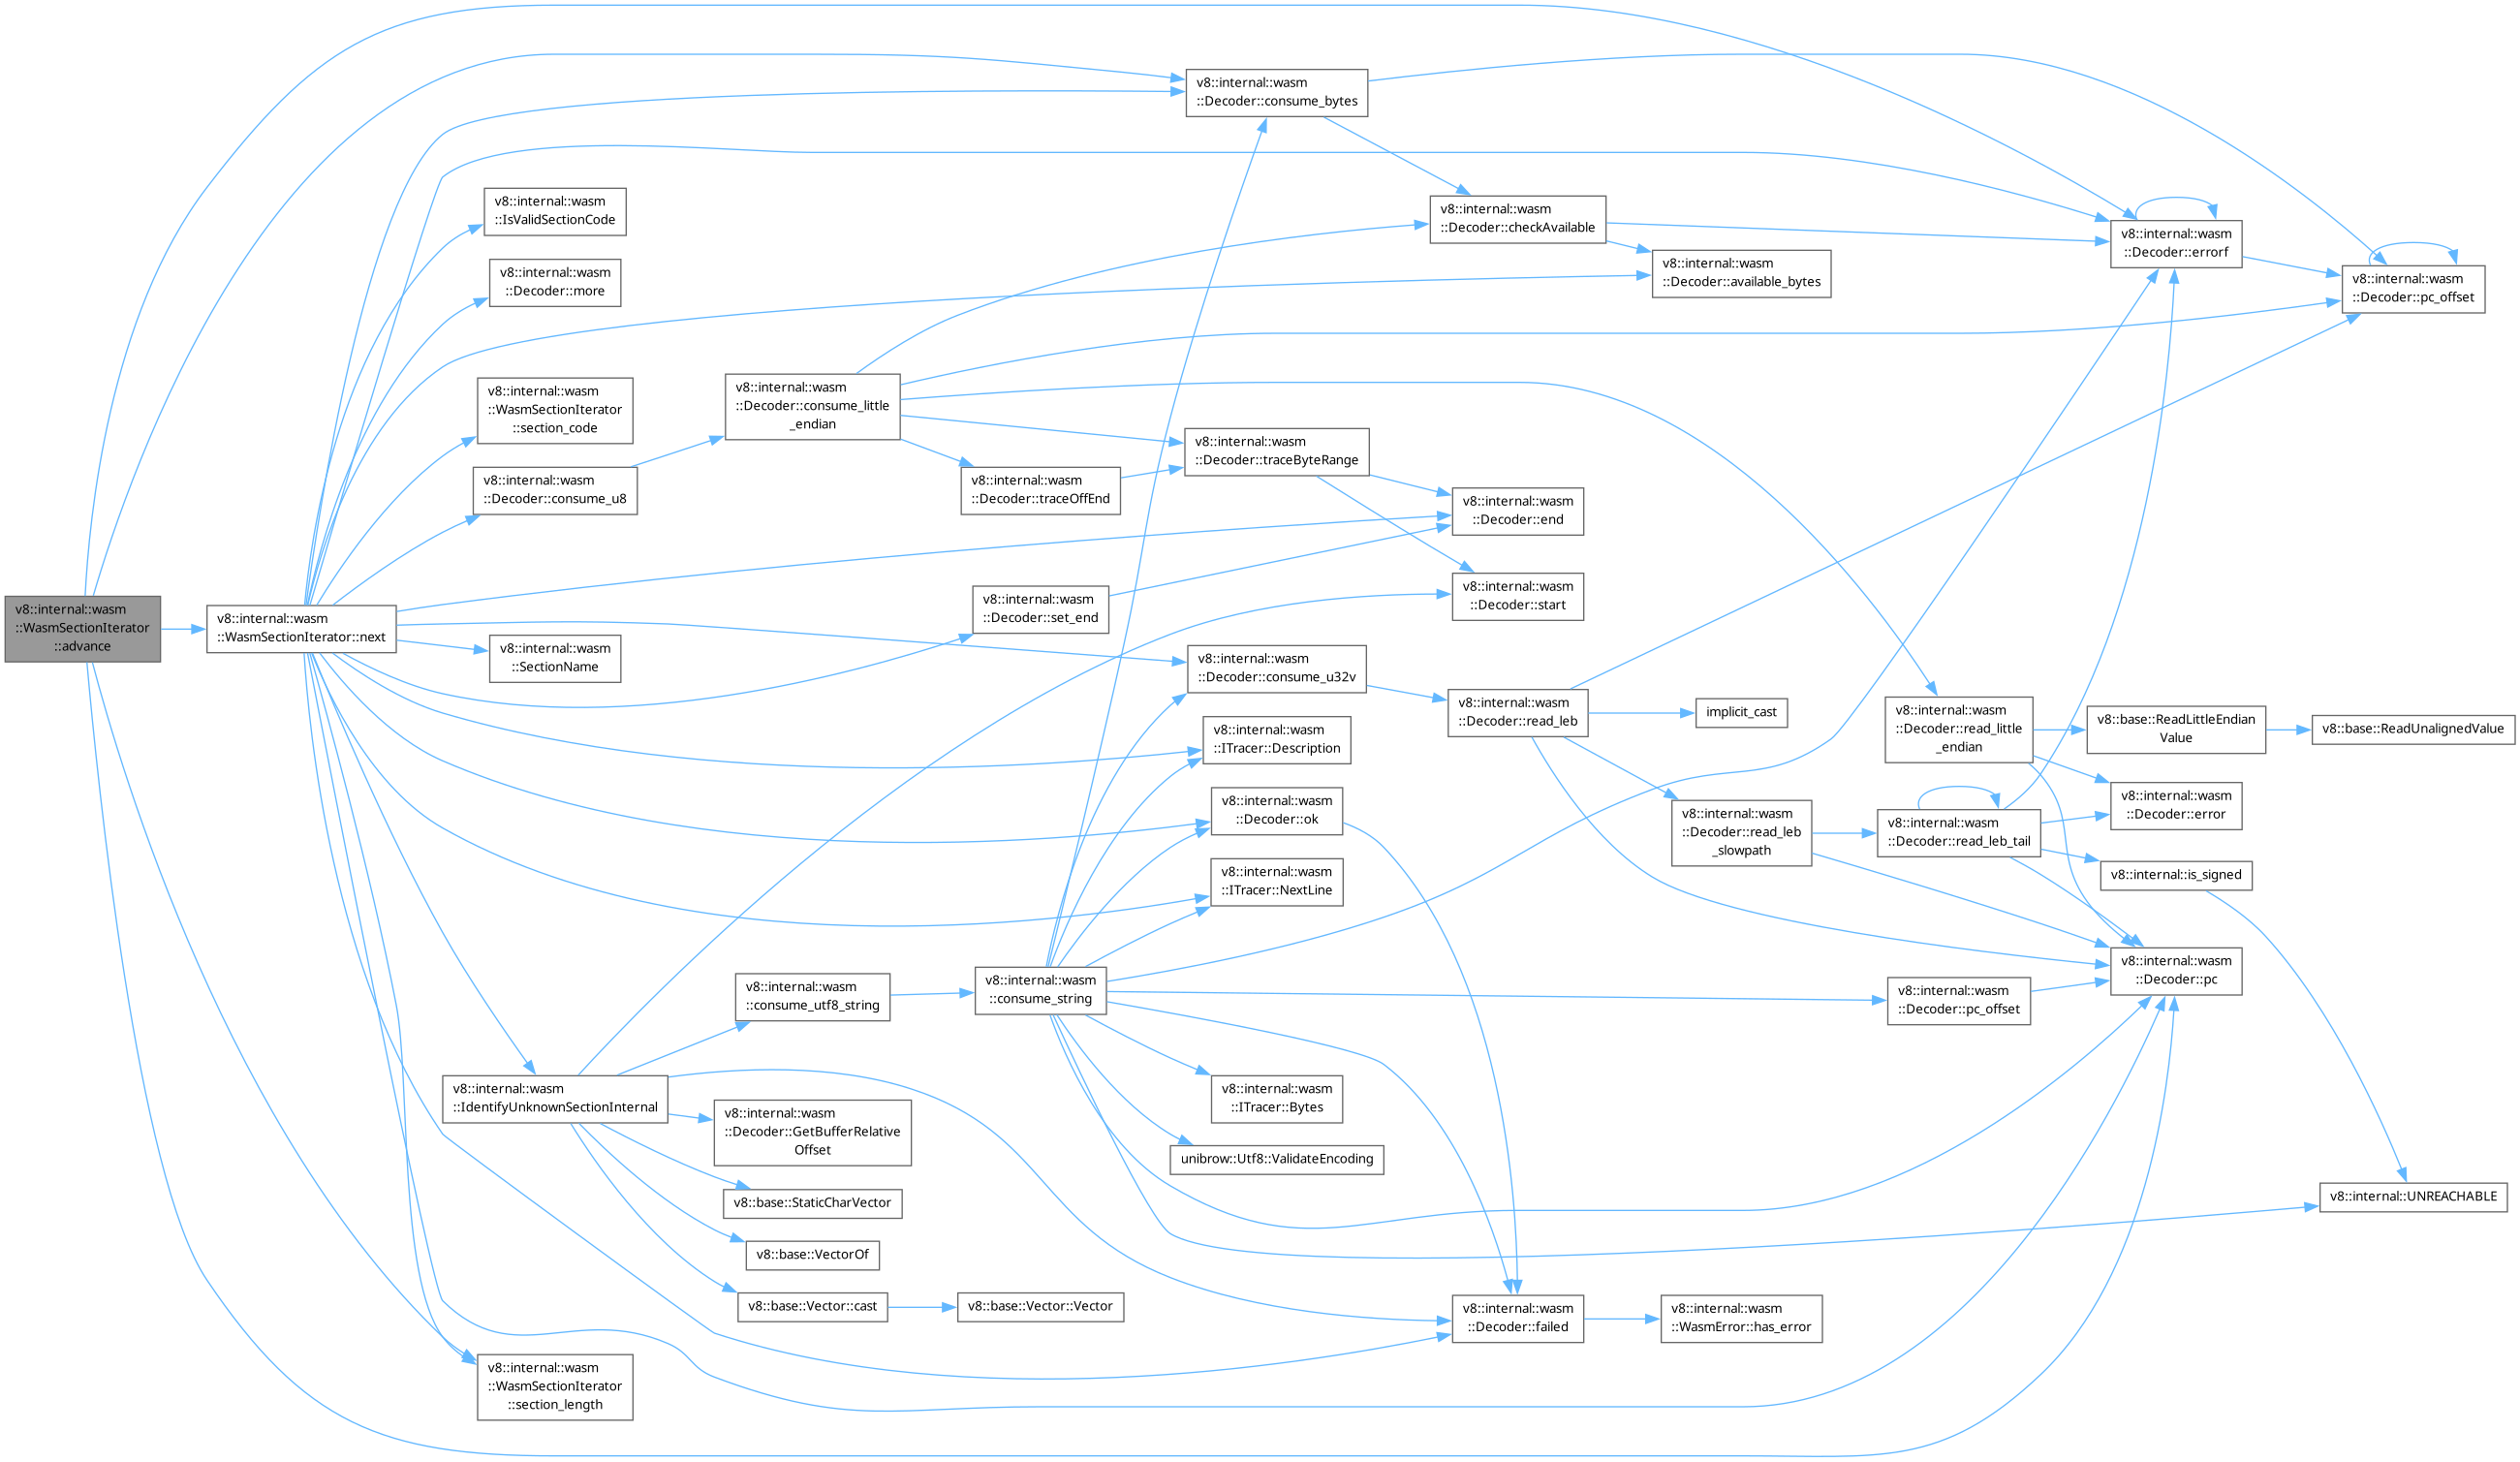 v8::internal::wasm
::WasmSectionIterator
::advance
v8::internal::wasm
::WasmSectionIterator::next
v8::internal::wasm
::IsValidSectionCode
v8::internal::wasm
::Decoder::more
v8::internal::wasm
::WasmSectionIterator
::section_code
v8::internal::wasm
::Decoder::consume_u8
v8::internal::wasm
::SectionName
v8::internal::wasm
::IdentifyUnknownSectionInternal
v8::internal::wasm
::WasmSectionIterator
::section_length
v8::internal::wasm
::Decoder::consume_little
_endian
v8::internal::wasm
::consume_utf8_string
v8::internal::wasm
::Decoder::GetBufferRelative
Offset
v8::base::StaticCharVector
v8::base::VectorOf
v8::base::Vector::cast
v8::internal::wasm
::Decoder::traceOffEnd
v8::internal::wasm
::Decoder::set_end
v8::internal::wasm
::consume_string
v8::base::Vector::Vector
v8::internal::wasm
::Decoder::consume_bytes
v8::internal::wasm
::Decoder::traceByteRange
v8::internal::wasm
::Decoder::consume_u32v
v8::internal::wasm
::ITracer::Description
v8::internal::wasm
::Decoder::ok
v8::internal::wasm
::ITracer::NextLine
v8::internal::wasm
::ITracer::Bytes
unibrow::Utf8::ValidateEncoding
v8::internal::wasm
::Decoder::checkAvailable
v8::internal::wasm
::Decoder::end
v8::internal::wasm
::Decoder::start
v8::internal::wasm
::Decoder::read_leb
v8::internal::wasm
::Decoder::failed
v8::internal::wasm
::Decoder::available_bytes
implicit_cast
v8::internal::wasm
::Decoder::read_leb
_slowpath
v8::internal::wasm
::WasmError::has_error
v8::internal::wasm
::Decoder::read_little
_endian
v8::internal::wasm
::Decoder::read_leb_tail
v8::internal::wasm
::Decoder::pc_offset
v8::internal::wasm
::Decoder::errorf
v8::base::ReadLittleEndian
Value
v8::internal::wasm
::Decoder::error
v8::internal::is_signed
v8::internal::wasm
::Decoder::pc
v8::internal::wasm
::Decoder::pc_offset
v8::base::ReadUnalignedValue
v8::internal::UNREACHABLE